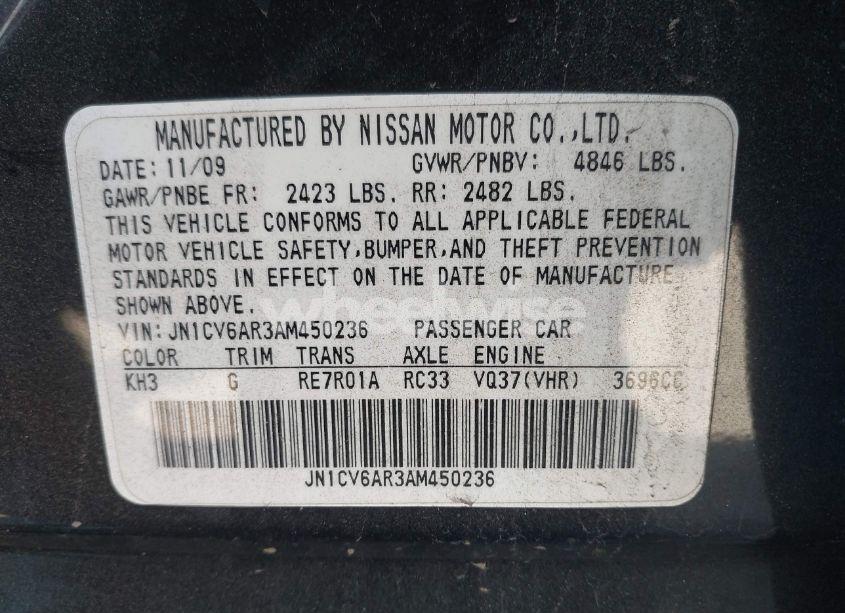 MANUFACTURED BY NISSAN MOTOR CO.,LTD.
DATE: 11/09 GVWR/PNBV: 4846 LBS.
GAWR/PNBE FR: 2423 LBS. RR: 2482 LBS.
THIS VEHICLE CONFORMS TO ALL APPLICABLE FEDERAL
MOTOR VEHICLE SAFETY,BUMPER,AND THEFT PREVENTION
STANDARDS IN EFFECT ON THE DATE OF MANUFACTURE
SHOWN ABOVE.
wheelwise
VIN: JN1CV6AR3AM450236 PASSENGER CAR
COLOR TRIM TRANS AXLE ENGINE
KH3 G RE7R01A RC33 VQ37(VHR) 3696CC
JN1CV6AR3AM450236